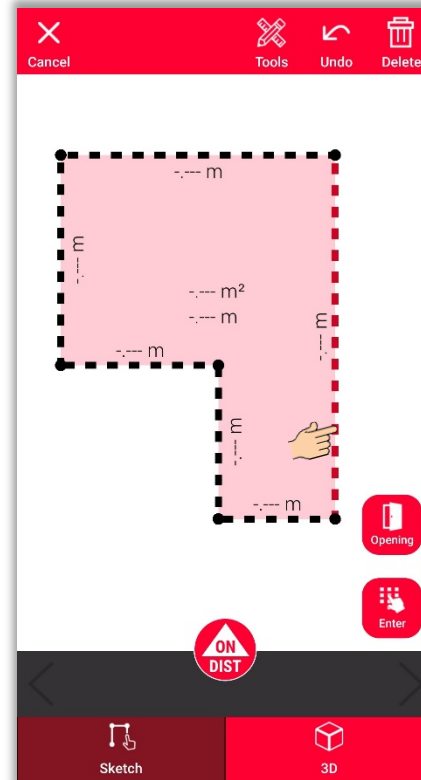 Cancel
Tools
Undo
Delete
-.--- m
-.--- m
-.--- m²
-.--- m
-.--- m
-.--- m
-.--- m
-.--- m
Opening
Enter
ON
DIST
Sketch
3D